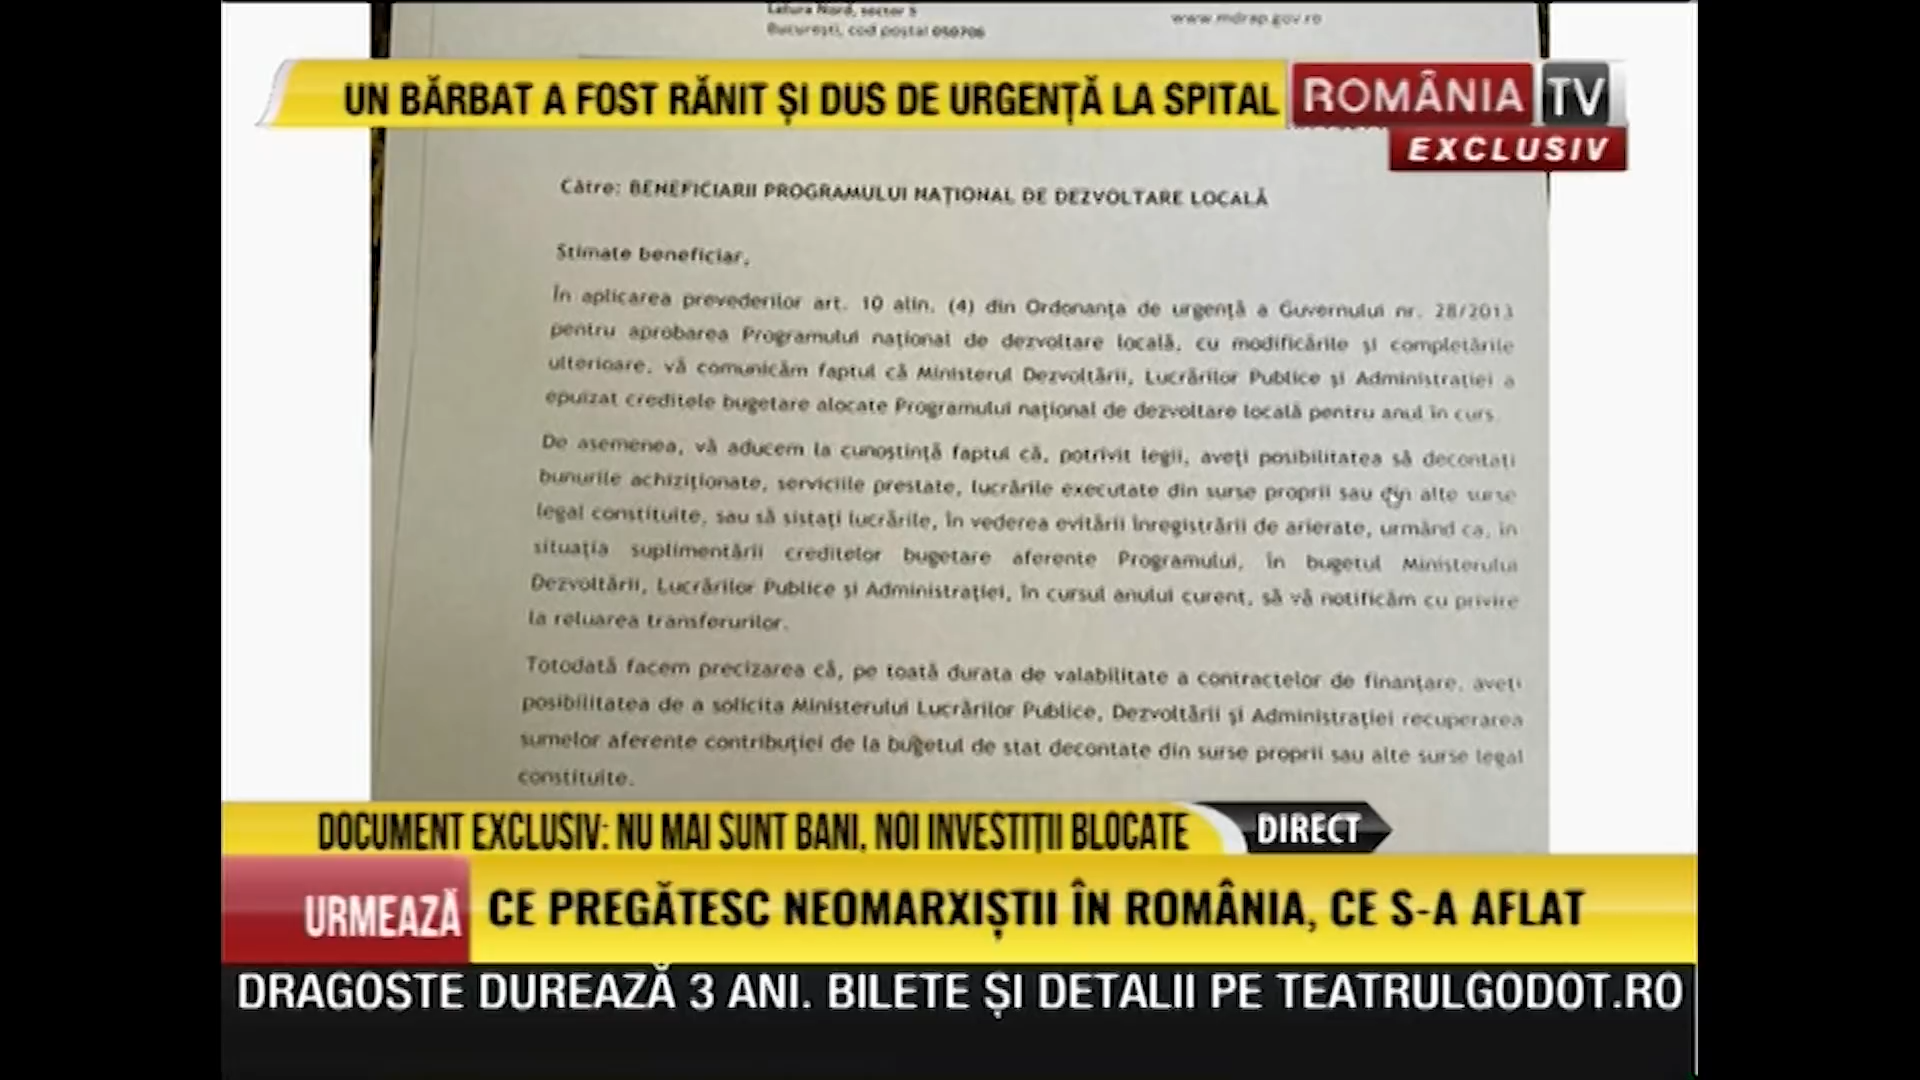 Latura Nord, sector 5
www.mdrap.gov.ro
București, cod poștal 050706
UN BĂRBAT A FOST RĂNIT ȘI DUS DE URGENȚĂ LA SPITAL
ROMÂNIA TV
EXCLUSIV
Către: BENEFICIARII PROGRAMULUI NAȚIONAL DE DEZVOLTARE LOCALĂ
Stimate beneficiar,
În aplicarea prevederilor art. 10 alin. (4) din Ordonanța de urgență a Guvernului nr. 28/2013
pentru aprobarea Programului național de dezvoltare locală, cu modificările și completările
ulterioare, vă comunicăm faptul că Ministerul Dezvoltării, Lucrărilor Publice și Administrației a
epuizat creditele bugetare alocate Programului național de dezvoltare locală pentru anul în curs.
De asemenea, vă aducem la cunoștință faptul că, potrivit legii, aveți posibilitatea să decontați
bunurile achiziționate, serviciile prestate, lucrările executate din surse proprii sau din alte surse
legal constituite, sau să sistați lucrările, în vederea evitării înregistrării de arierate, urmând ca, în
situația suplimentării creditelor bugetare aferente Programului, în bugetul Ministerului
Dezvoltării, Lucrărilor Publice și Administrației, în cursul anului curent, să vă notificăm cu privire
la reluarea transferurilor.
Totodată facem precizarea că, pe toată durata de valabilitate a contractelor de finanțare, aveți
posibilitatea de a solicita Ministerului Lucrărilor Publice, Dezvoltării și Administrației recuperarea
sumelor aferente contribuției de la bugetul de stat decontate din surse proprii sau alte surse legal
constituite.
DOCUMENT EXCLUSIV: NU MAI SUNT BANI, NOI INVESTIȚII BLOCATE
DIRECT
URMEAZĂ
CE PREGĂTESC NEOMARXIȘTII ÎN ROMÂNIA, CE S-A AFLAT
DRAGOSTE DUREAZĂ 3 ANI. BILETE ȘI DETALII PE TEATRULGODOT.RO